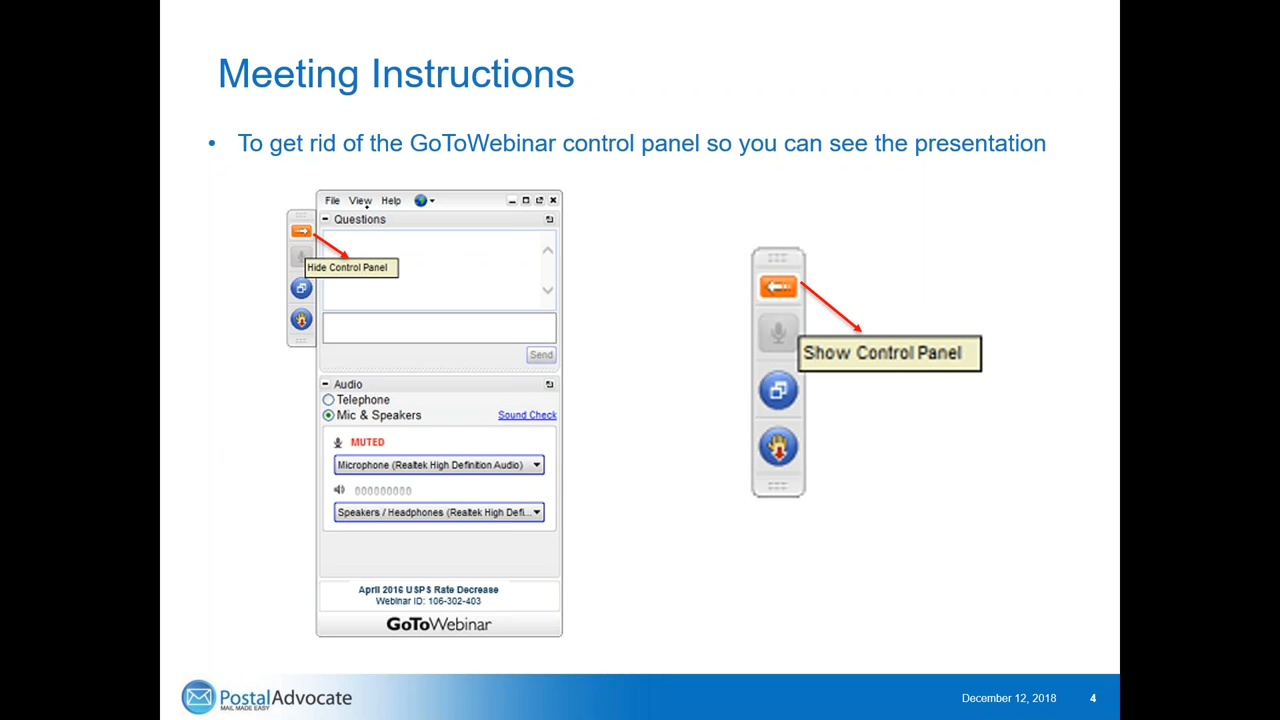 Meeting Instructions
• To get rid of the GoToWebinar control panel so you can see the presentation
File View Help
Questions
Hide Control Panel
Send
Audio
Telephone
Mic & Speakers Sound Check
MUTED
Microphone (Realtek High Definition Audio)
000000000
Speakers / Headphones (Realtek High Defi...
April 2016 USPS Rate Decrease
Webinar ID: 106-302-403
GoToWebinar
Show Control Panel
PostalAdvocate
MAIL MADE EASY
December 12, 2018 4